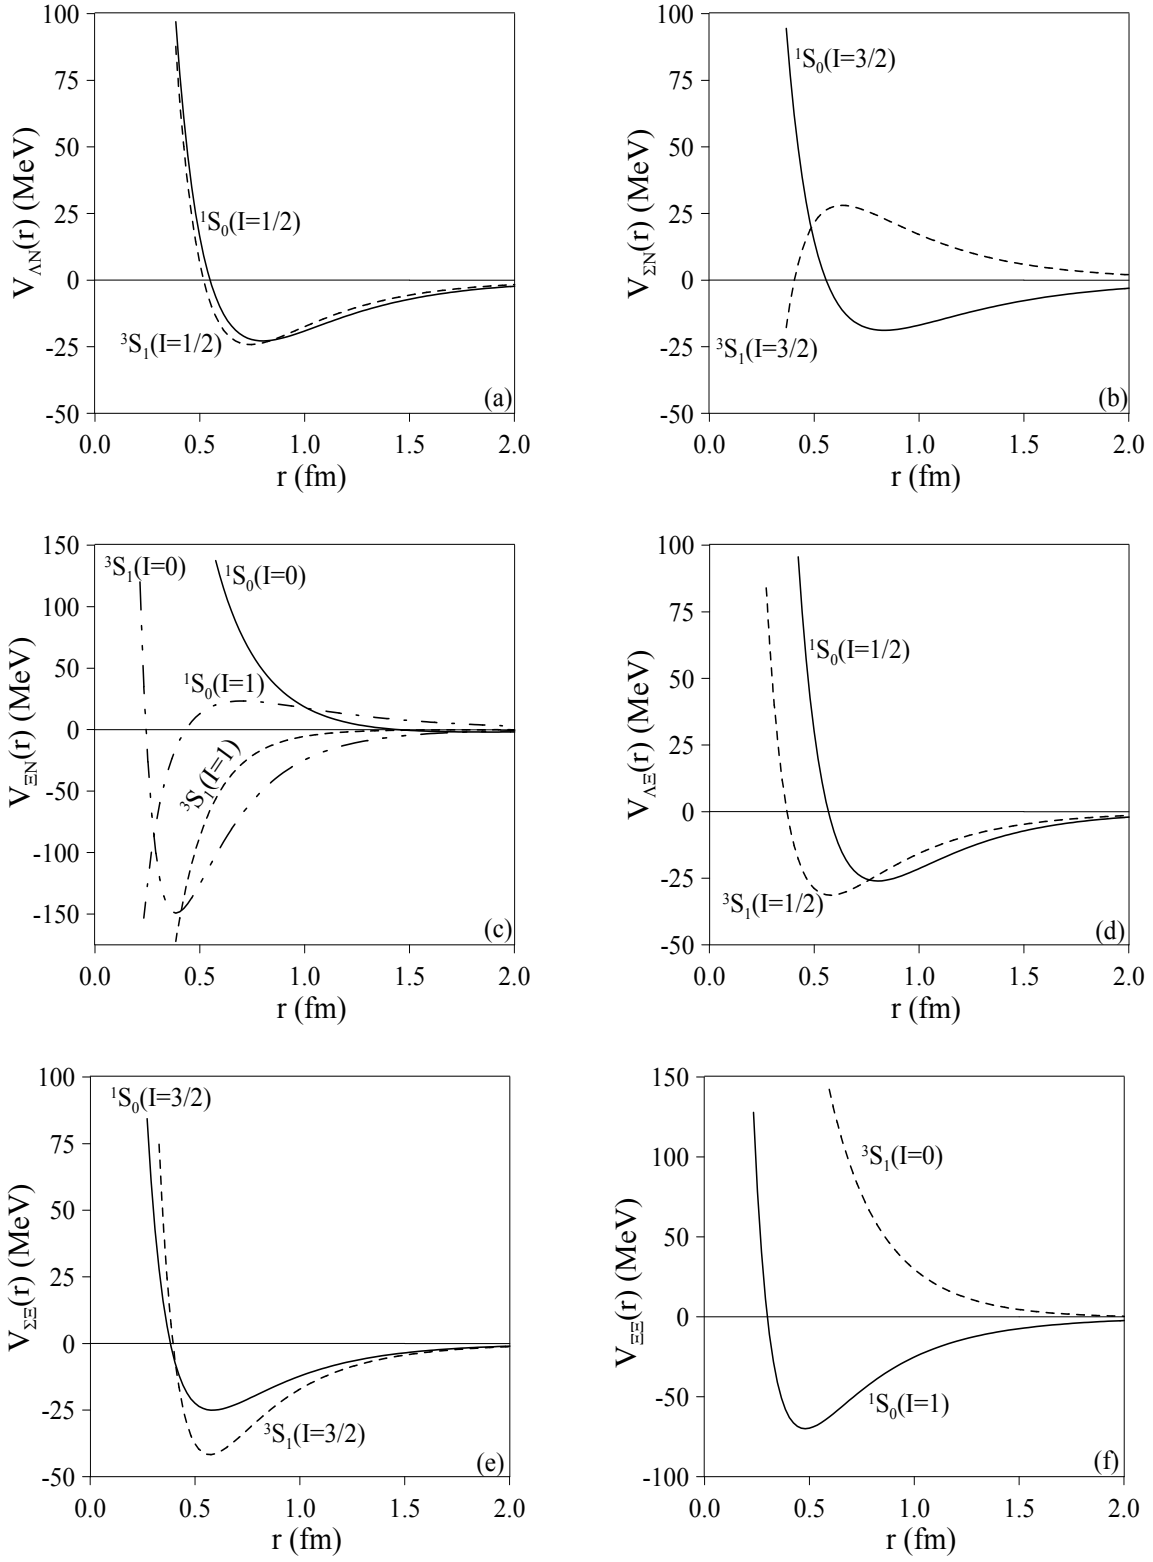 100
75
50
25
0
-25
-50
V_ΛN(r) (MeV)
¹S₀(I=1/2)
³S₁(I=1/2)
(a)
0.0 0.5 1.0 1.5 2.0
r (fm)
100
75
50
25
0
-25
-50
V_ΣN(r) (MeV)
¹S₀(I=3/2)
³S₁(I=3/2)
(b)
0.0 0.5 1.0 1.5 2.0
r (fm)
150
100
50
0
-50
-100
-150
V_ΞN(r) (MeV)
³S₁(I=0)
¹S₀(I=0)
¹S₀(I=1)
³S₁(I=1)
(c)
0.0 0.5 1.0 1.5 2.0
r (fm)
100
75
50
25
0
-25
-50
V_ΛΞ(r) (MeV)
¹S₀(I=1/2)
³S₁(I=1/2)
(d)
0.0 0.5 1.0 1.5 2.0
r (fm)
100
75
50
25
0
-25
-50
V_ΣΞ(r) (MeV)
¹S₀(I=3/2)
³S₁(I=3/2)
(e)
0.0 0.5 1.0 1.5 2.0
r (fm)
150
100
50
0
-50
-100
V_ΞΞ(r) (MeV)
³S₁(I=0)
¹S₀(I=1)
(f)
0.0 0.5 1.0 1.5 2.0
r (fm)